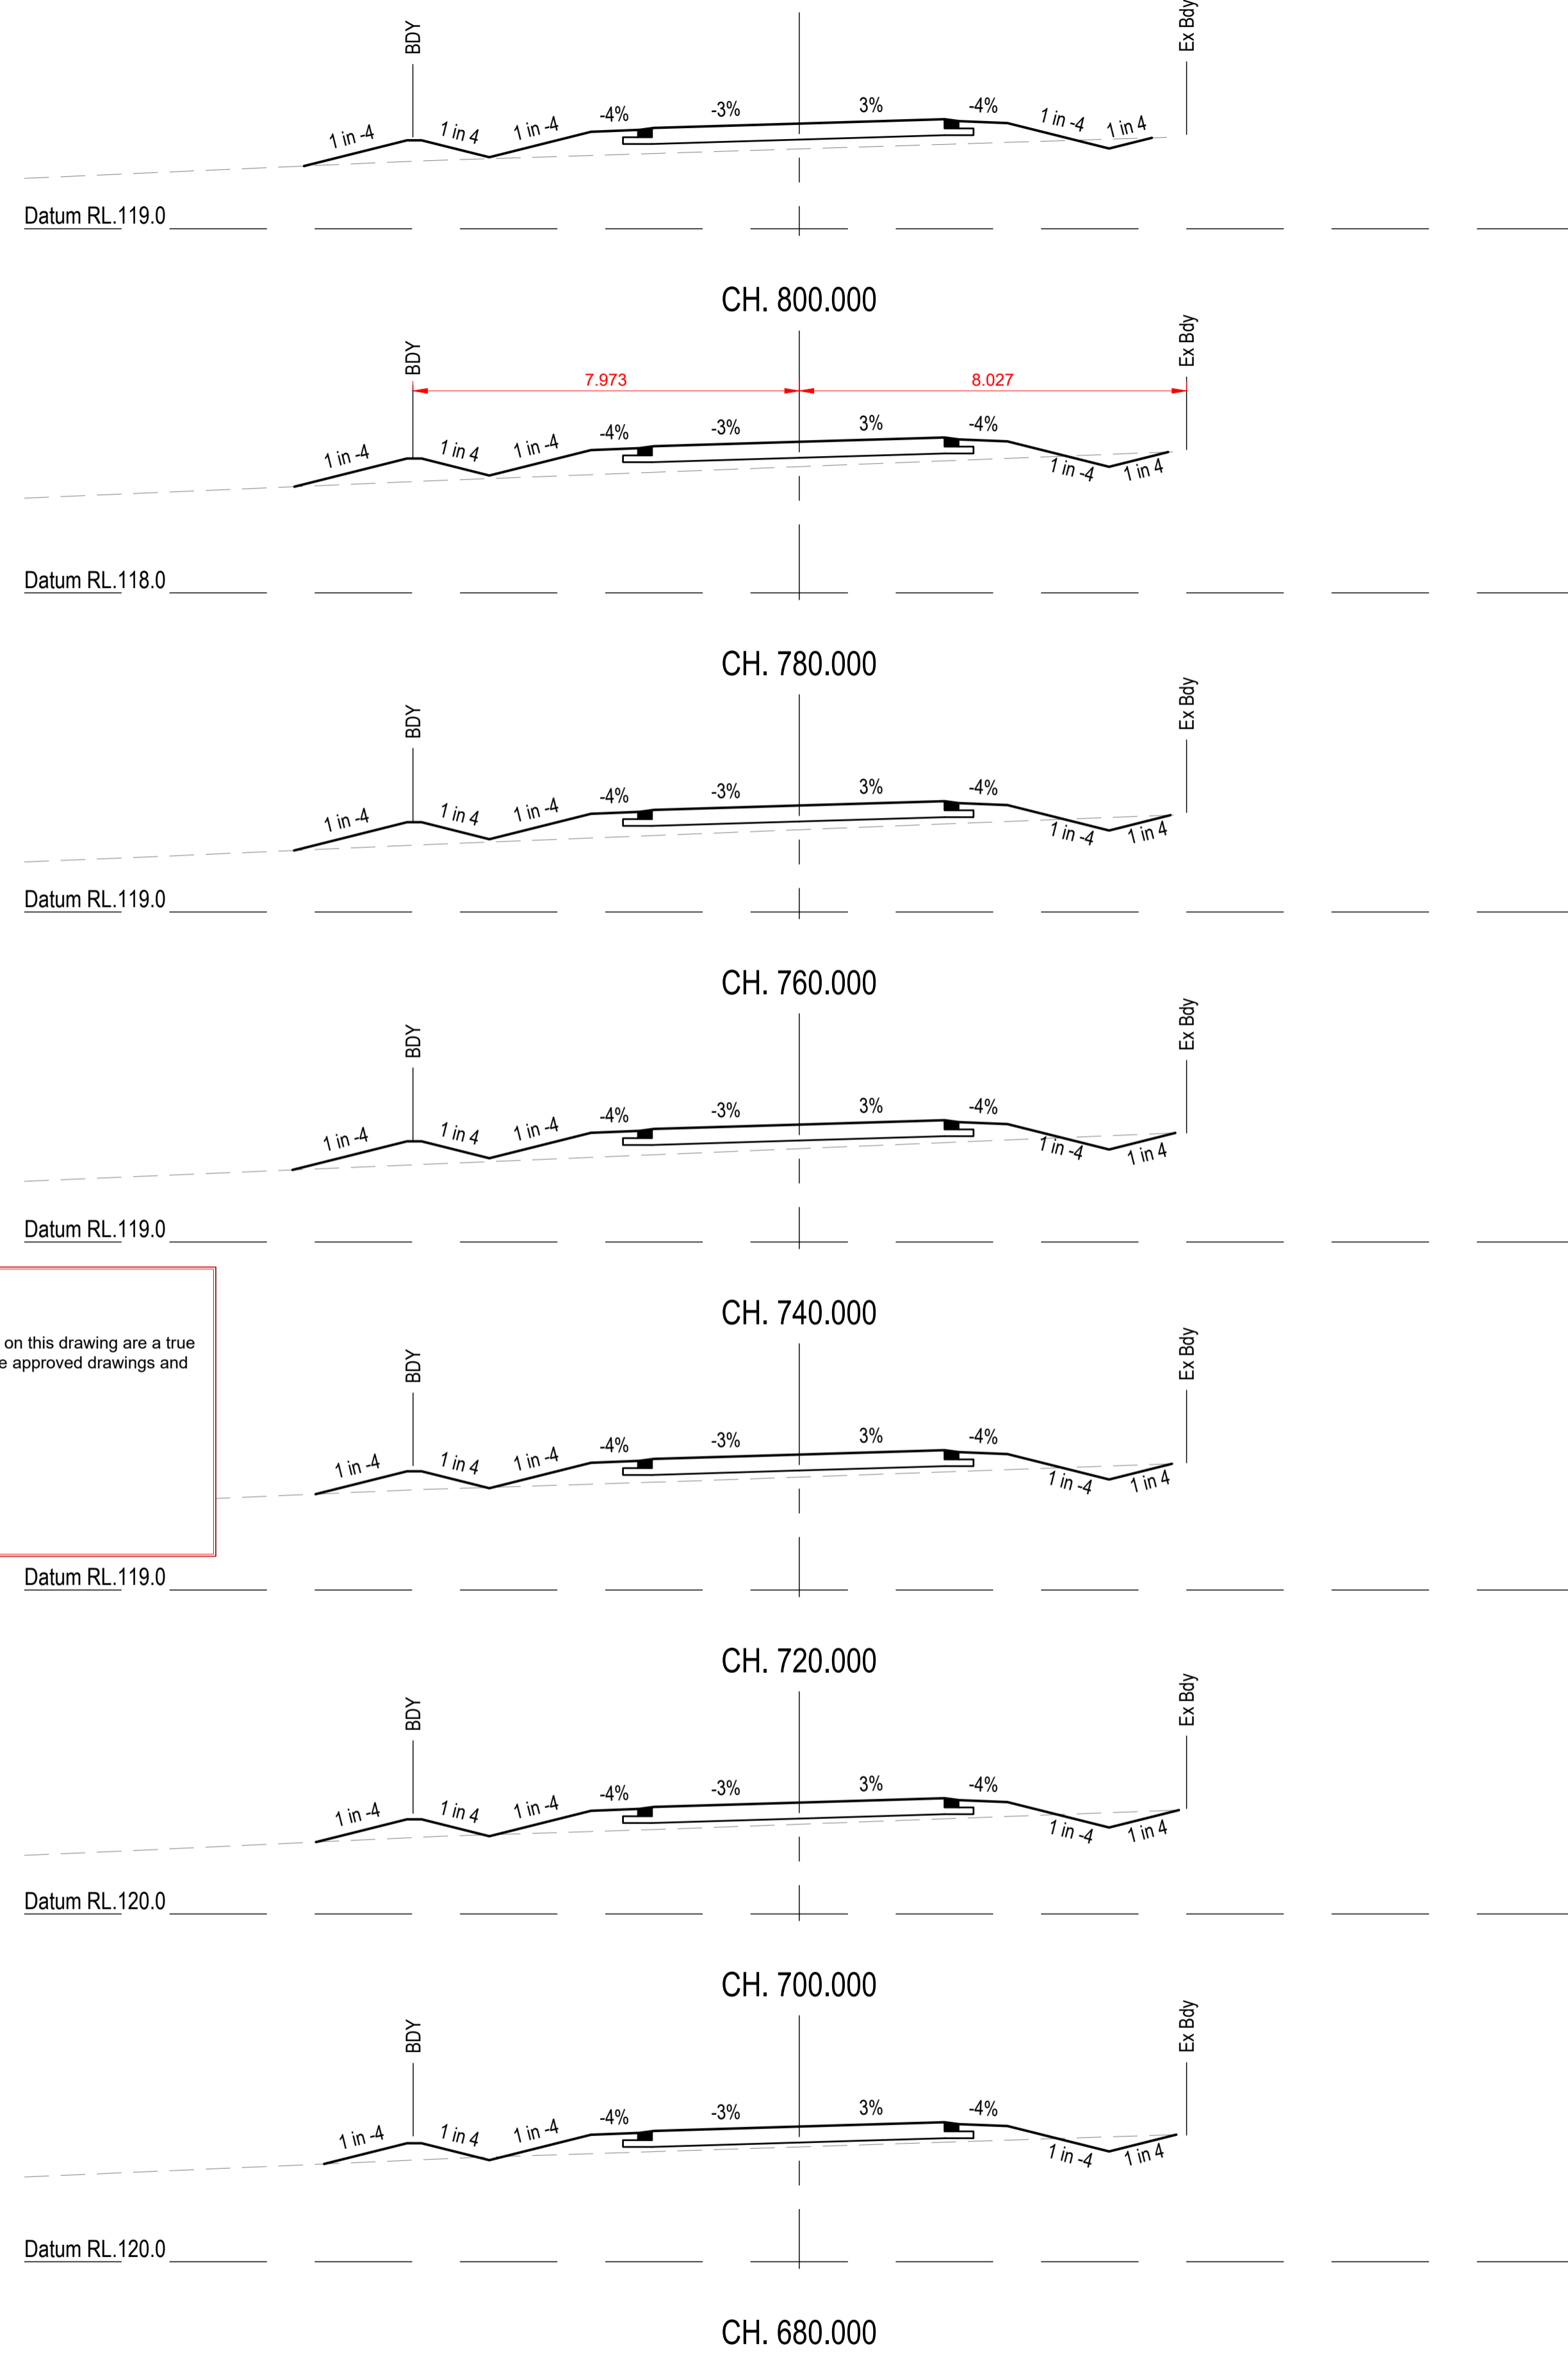 BDY
Ex Bdy
1 in -4
1 in 4
1 in -4
-4%
-3%
3%
-4%
1 in -4
1 in 4
Datum RL.119.0
CH. 800.000
BDY
Ex Bdy
7.973
8.027
1 in -4
1 in 4
1 in -4
-4%
-3%
3%
-4%
1 in -4
1 in 4
Datum RL.118.0
CH. 780.000
BDY
Ex Bdy
1 in -4
1 in 4
1 in -4
-4%
-3%
3%
-4%
1 in -4
1 in 4
Datum RL.119.0
CH. 760.000
BDY
Ex Bdy
1 in -4
1 in 4
1 in -4
-4%
-3%
3%
-4%
1 in -4
1 in 4
Datum RL.119.0
CH. 740.000
on this drawing are a true
e approved drawings and
BDY
Ex Bdy
1 in -4
1 in 4
1 in -4
-4%
-3%
3%
-4%
1 in -4
1 in 4
Datum RL.119.0
CH. 720.000
BDY
Ex Bdy
1 in -4
1 in 4
1 in -4
-4%
-3%
3%
-4%
1 in -4
1 in 4
Datum RL.120.0
CH. 700.000
BDY
Ex Bdy
1 in -4
1 in 4
1 in -4
-4%
-3%
3%
-4%
1 in -4
1 in 4
Datum RL.120.0
CH. 680.000